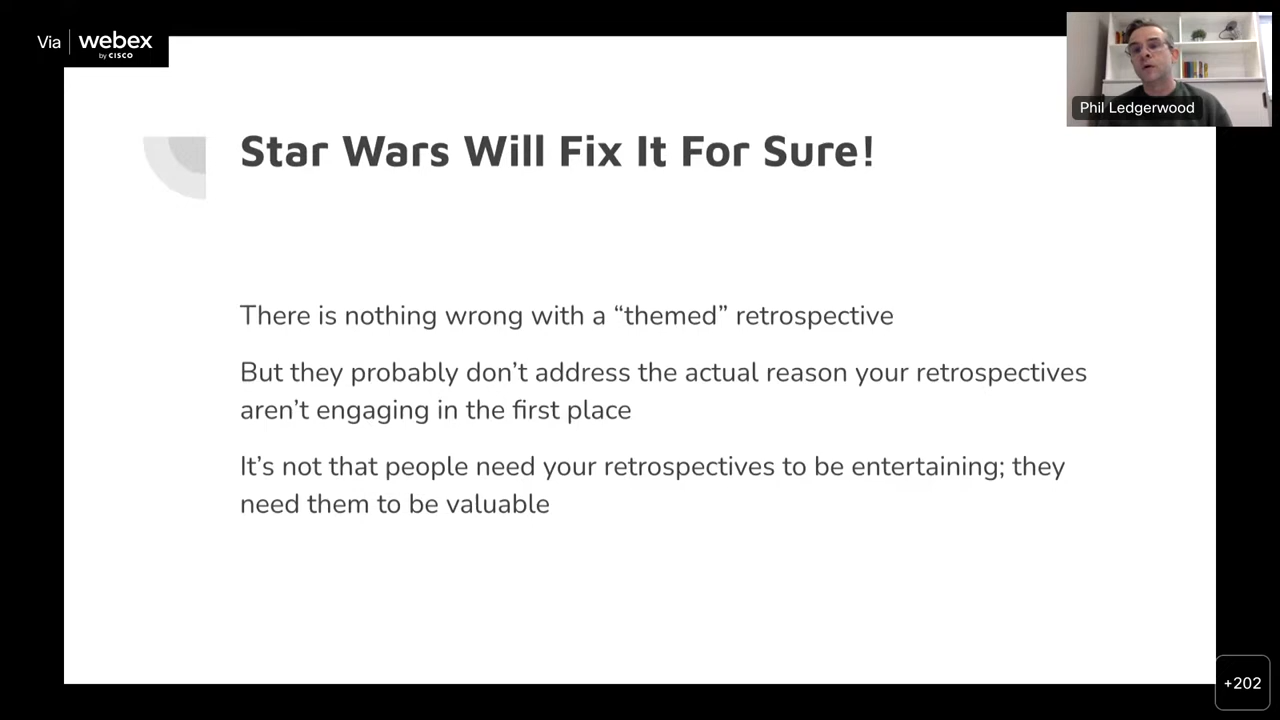 Via webex
by CISCO
Phil Ledgerwood
Star Wars Will Fix It For Sure!
There is nothing wrong with a “themed” retrospective
But they probably don’t address the actual reason your retrospectives
aren’t engaging in the first place
It’s not that people need your retrospectives to be entertaining; they
need them to be valuable
+202